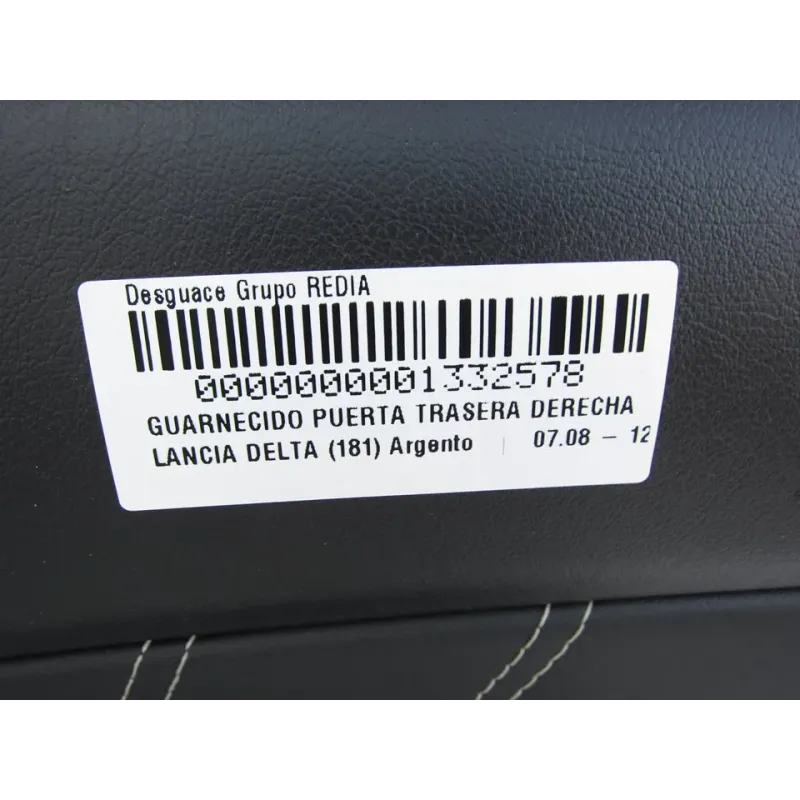 Desguace Grupo REDIA
0000000001332578
GUARNECIDO PUERTA TRASERA DERECHA
LANCIA DELTA (181) Argento | 07.08 - 12